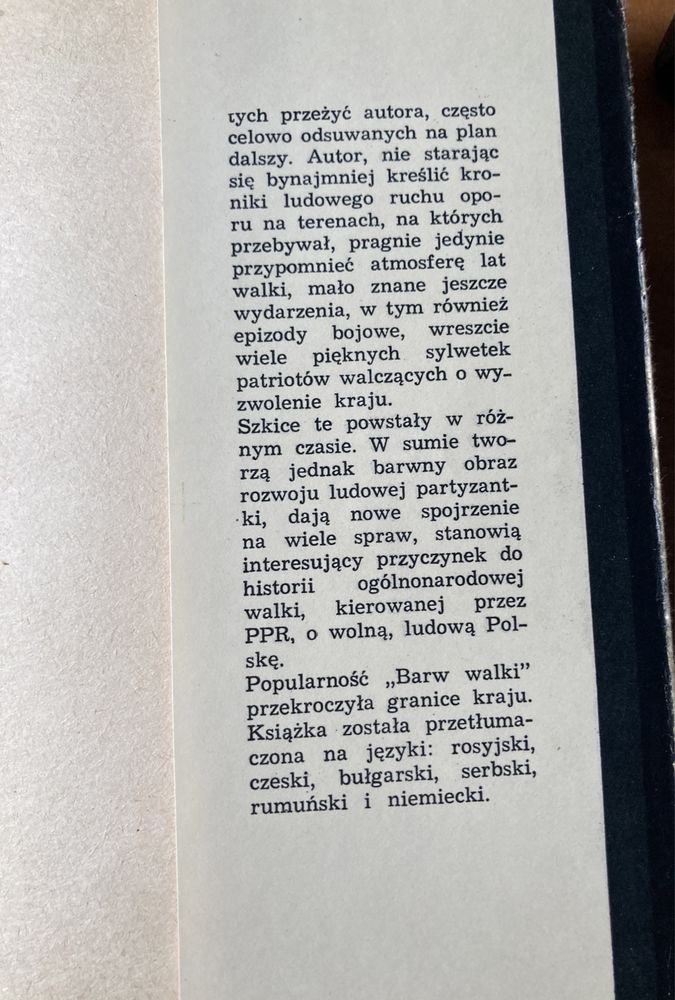 tych przeżyć autora, często
celowo odsuwanych na plan
dalszy. Autor, nie starając
się bynajmniej kreślić kro-
niki ludowego ruchu opo-
ru na terenach, na których
przebywał, pragnie jedynie
przypomnieć atmosferę lat
walki, mało znane jeszcze
wydarzenia, w tym również
epizody bojowe, wreszcie
wiele pięknych sylwetek
patriotów walczących o wy-
zwolenie kraju.
Szkice te powstały w róż-
nym czasie. W sumie two-
rzą jednak barwny obraz
rozwoju ludowej partyzant-
ki, dają nowe spojrzenie
na wiele spraw, stanowią
interesujący przyczynek do
historii ogólnonarodowej
walki, kierowanej przez
PPR, o wolną, ludową Pol-
skę.
Popularność „Barw walki”
przekroczyła granice kraju.
Książka została przetłuma-
czona na języki: rosyjski,
czeski, bułgarski, serbski,
rumuński i niemiecki.